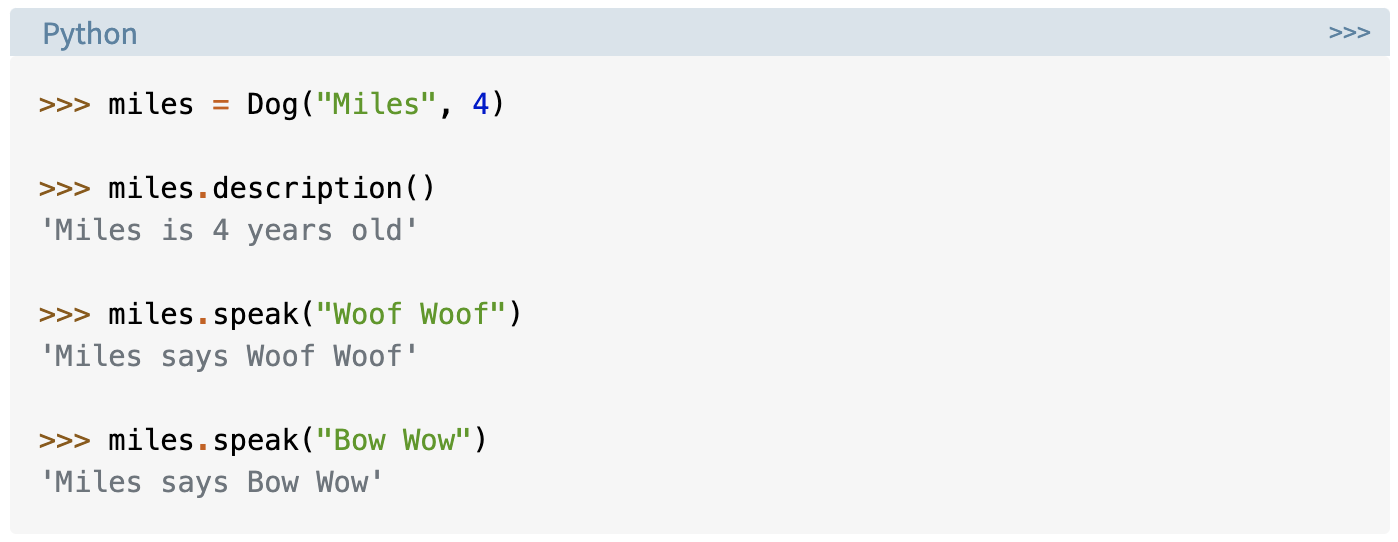 Python >>>
>>> miles = Dog("Miles", 4)
>>> miles.description()
'Miles is 4 years old'
>>> miles.speak("Woof Woof")
'Miles says Woof Woof'
>>> miles.speak("Bow Wow")
'Miles says Bow Wow'